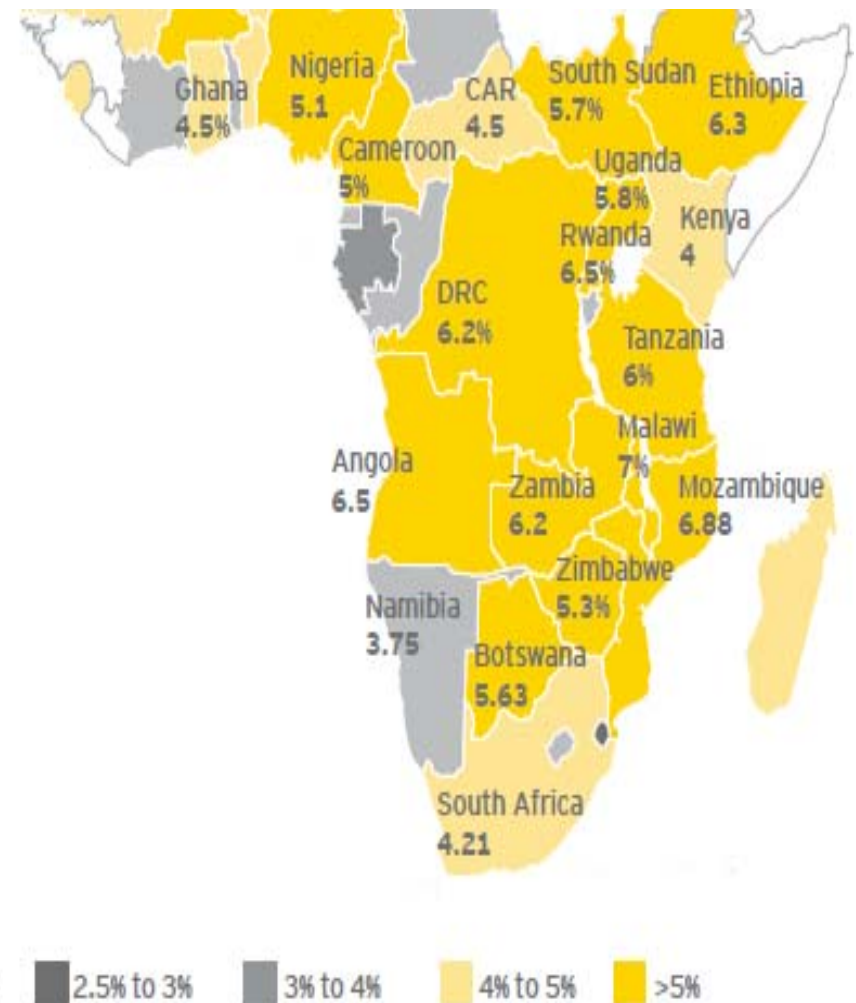 Ghana
4.5%
Nigeria
5.1
CAR
4.5
South Sudan
5.7%
Ethiopia
6.3
Cameroon
5%
Uganda
5.8%
Kenya
4
Rwanda
6.5%
DRC
6.2%
Tanzania
6%
Malawi
7%
Angola
6.5
Zambia
6.2
Mozambique
6.88
Zimbabwe
5.3%
Namibia
3.75
Botswana
5.63
South Africa
4.21
2.5% to 3%
3% to 4%
4% to 5%
>5%